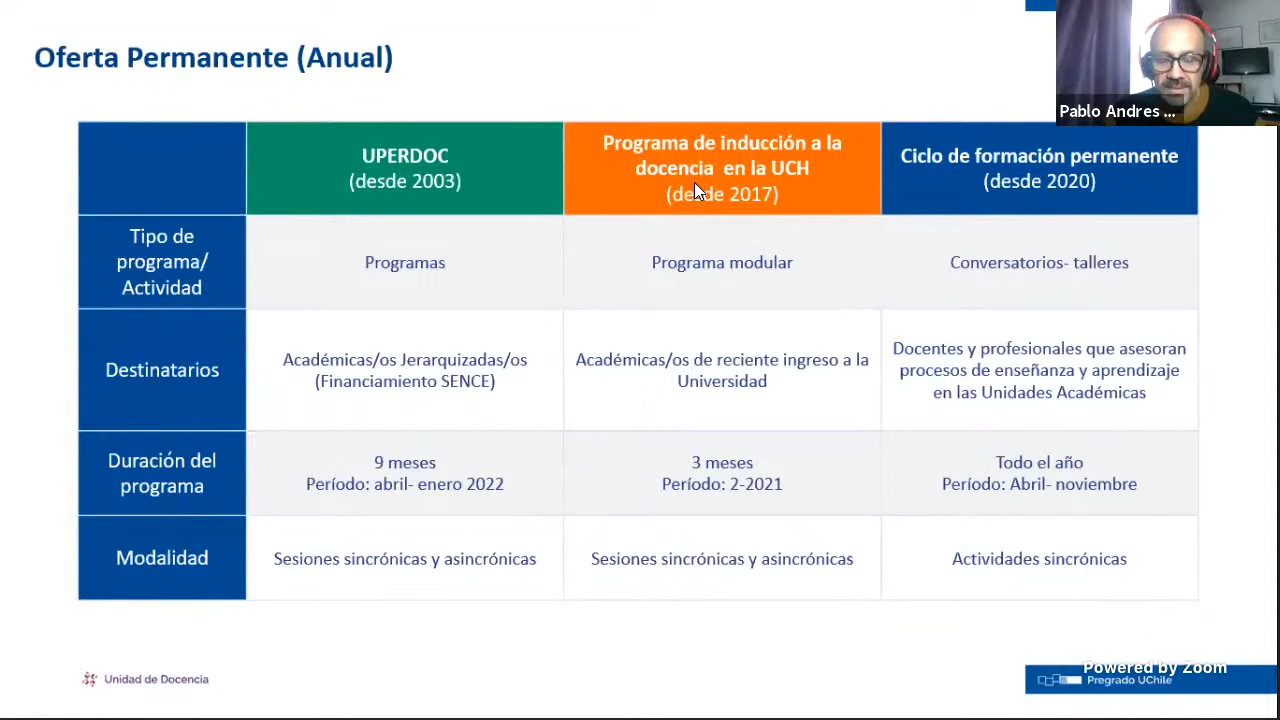 Oferta Permanente (Anual)
Pablo Andres ...
UPERDOC
(desde 2003)
Programa de inducción a la
docencia en la UCH
(desde 2017)
Ciclo de formación permanente
(desde 2020)
Tipo de
programa/
Actividad
Programas
Programa modular
Conversatorios- talleres
Destinatarios
Académicas/os Jerarquizadas/os
(Financiamiento SENCE)
Académicas/os de reciente ingreso a la
Universidad
Docentes y profesionales que asesoran
procesos de enseñanza y aprendizaje
en las Unidades Académicas
Duración del
programa
9 meses
Período: abril- enero 2022
3 meses
Período: 2-2021
Todo el año
Período: Abril- noviembre
Modalidad
Sesiones sincrónicas y asincrónicas
Sesiones sincrónicas y asincrónicas
Actividades sincrónicas
Unidad de Docencia
Powered by Zoom
Pregrado UChile